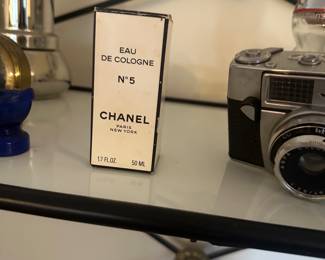 EAU
DE COLOGNE
N°5
CHANEL
PARIS
NEW YORK
1.7 FL.OZ. 50 ML